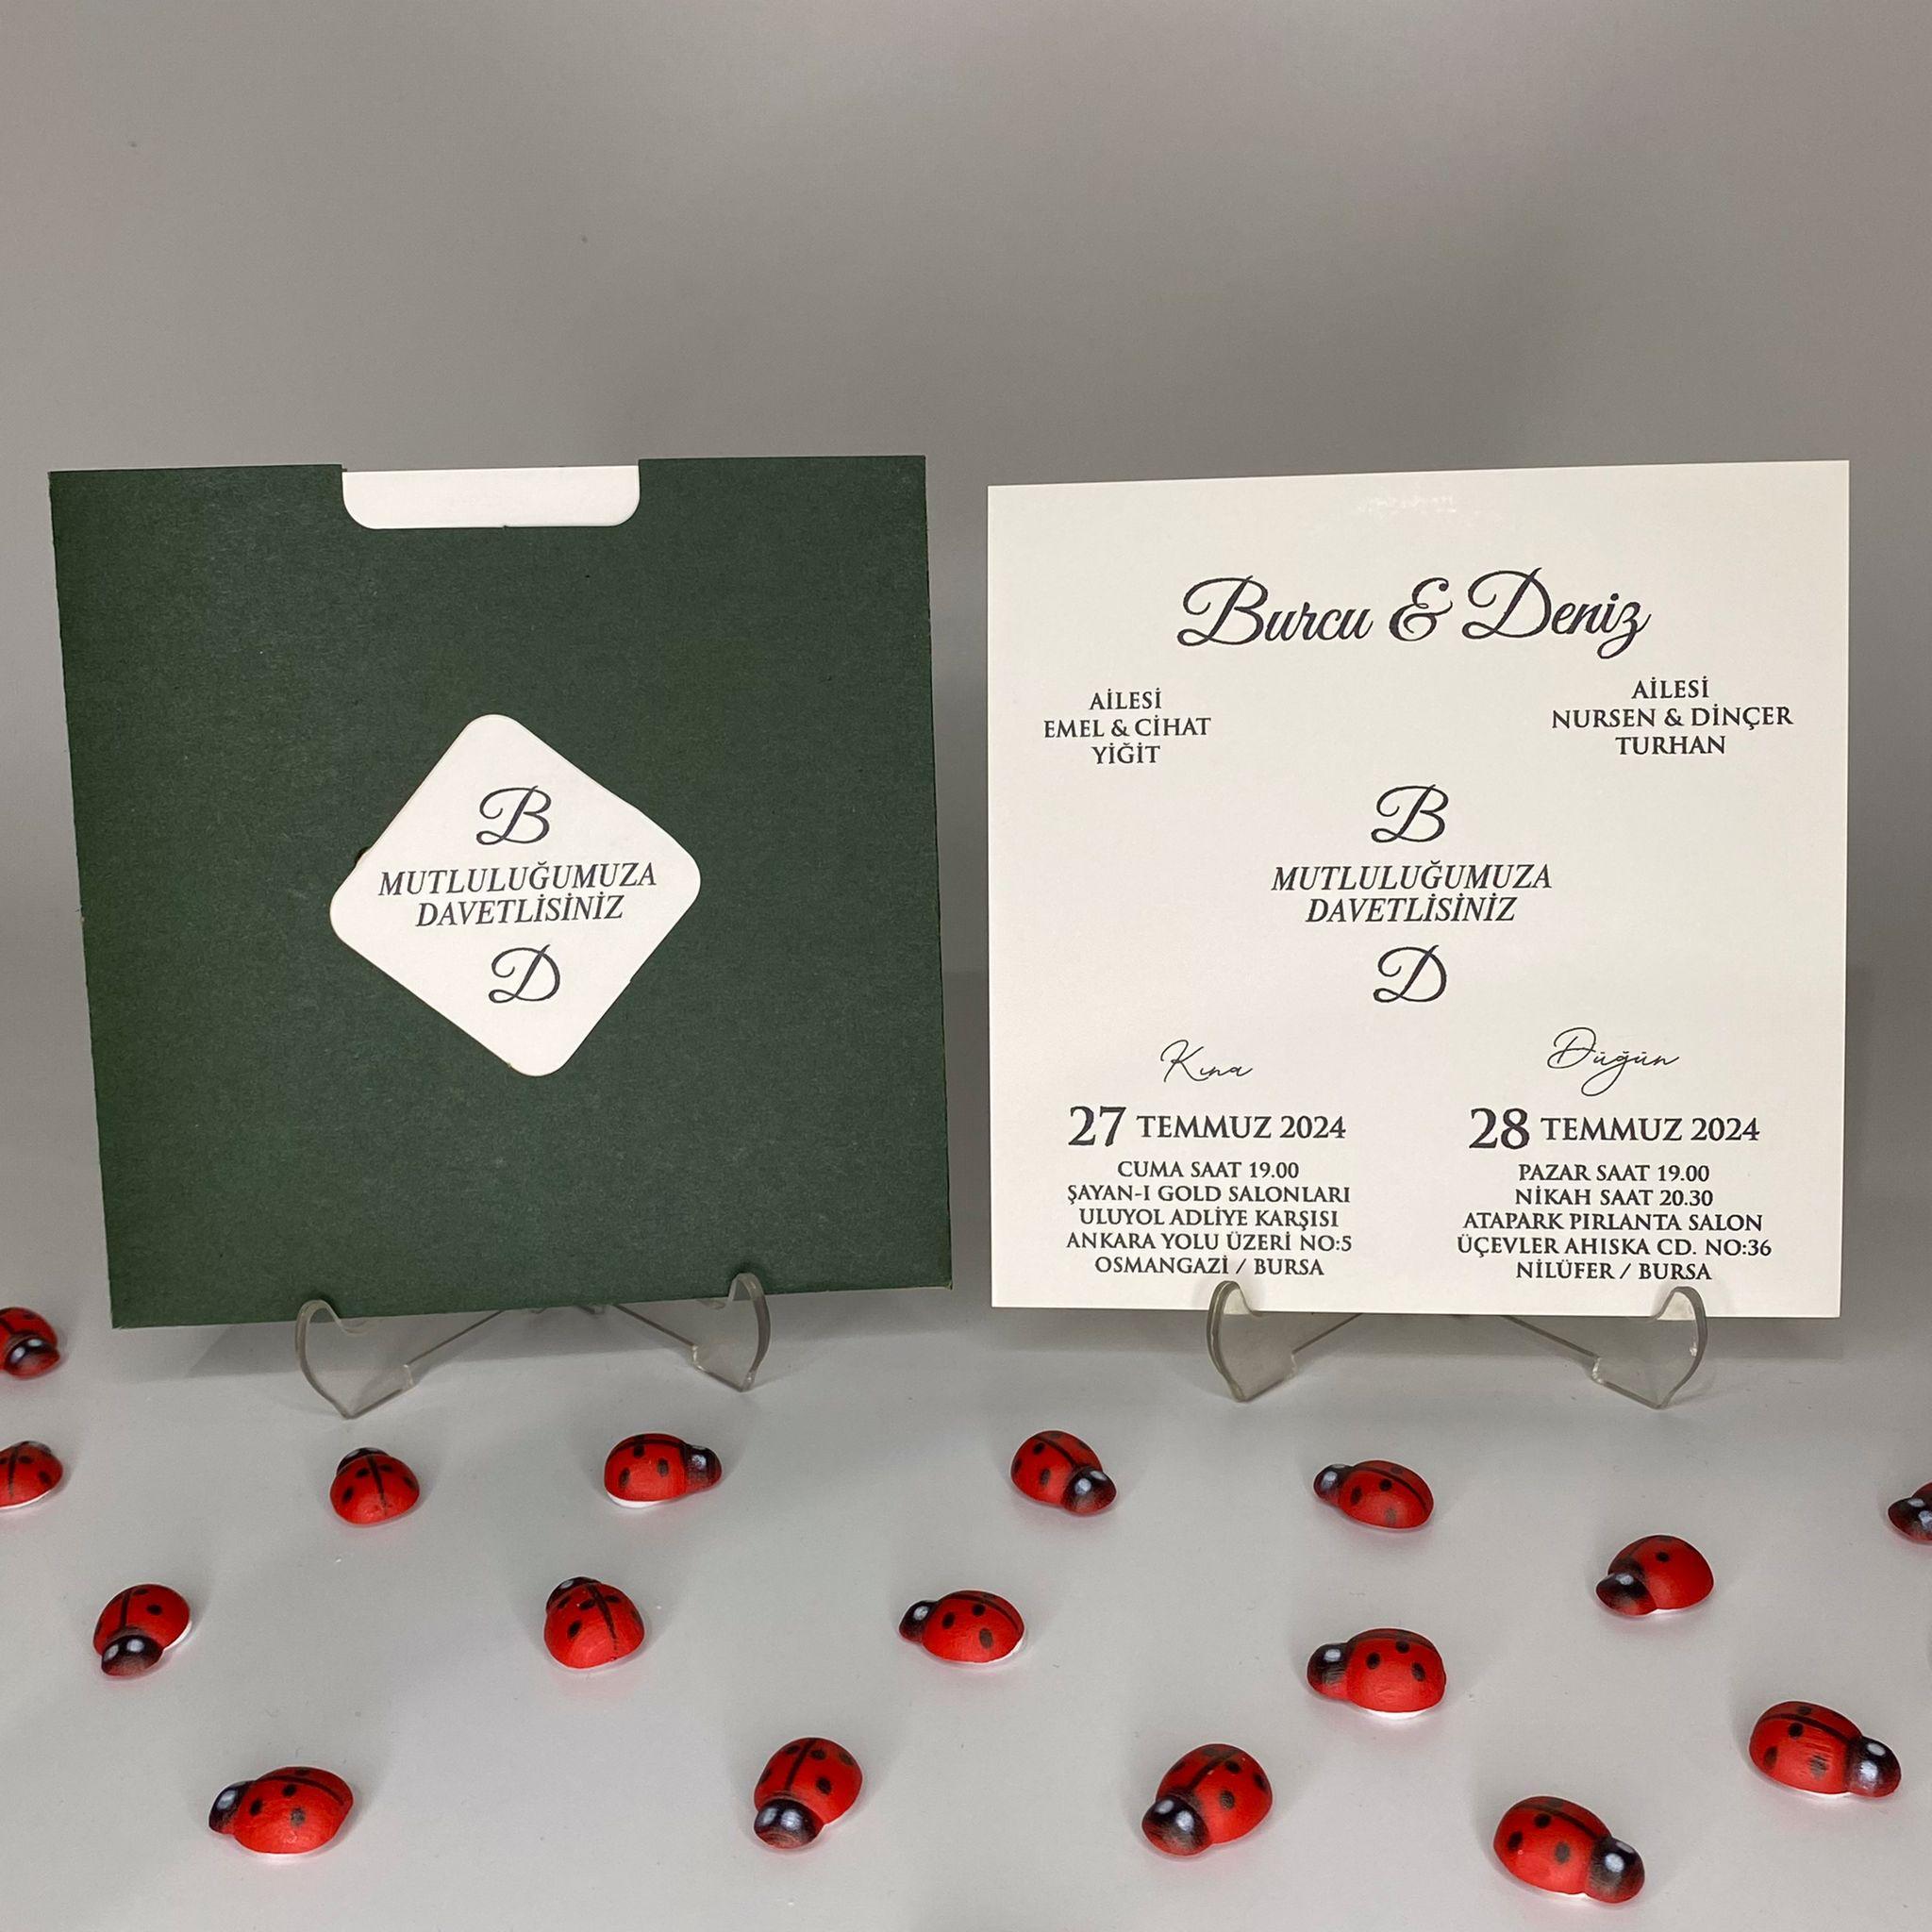 B
MUTLULUĞUMUZA
DAVETLİSİNİZ
D
Burcu & Deniz
AİLESİ
EMEL & CİHAT
YİĞİT
AİLESİ
NURSEN & DİNÇER
TURHAN
B
MUTLULUĞUMUZA
DAVETLİSİNİZ
D
Kına
27 TEMMUZ 2024
CUMA SAAT 19.00
ŞAYAN-I GOLD SALONLARI
ULUYOL ADLİYE KARŞISI
ANKARA YOLU ÜZERİ NO:5
OSMANGAZİ / BURSA
Düğün
28 TEMMUZ 2024
PAZAR SAAT 19.00
NİKAH SAAT 20.30
ATAPARK PIRLANTA SALON
ÜÇEVLER AHISKA CD. NO:36
NİLÜFER / BURSA